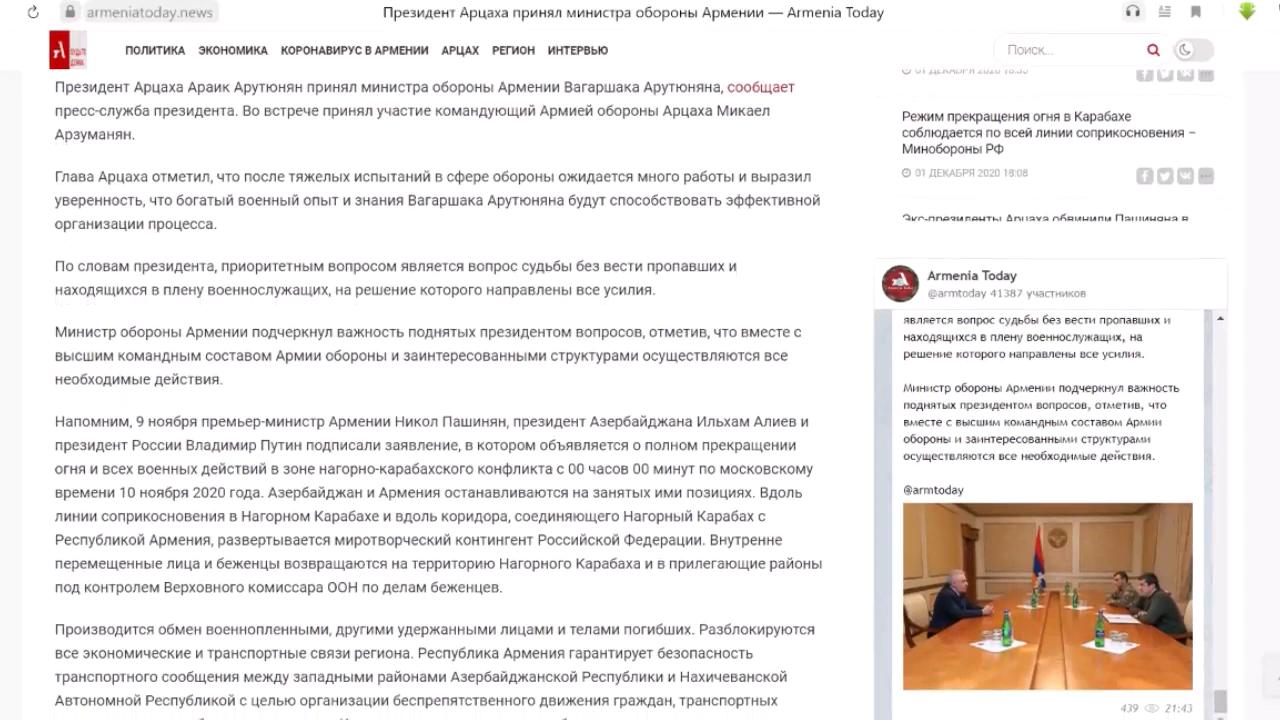 armeniatoday.news
Президент Арцаха принял министра обороны Армении — Armenia Today
ПОЛИТИКА ЭКОНОМИКА КОРОНАВИРУС В АРМЕНИИ АРЦАХ РЕГИОН ИНТЕРВЬЮ
Поиск...
Президент Арцаха Араик Арутюнян принял министра обороны Армении Вагаршака Арутюняна, сообщает
пресс-служба президента. Во встрече принял участие командующий Армией обороны Арцаха Микаел
Арзуманян.
Глава Арцаха отметил, что после тяжелых испытаний в сфере обороны ожидается много работы и выразил
уверенность, что богатый военный опыт и знания Вагаршака Арутюняна будут способствовать эффективной
организации процесса.
По словам президента, приоритетным вопросом является вопрос судьбы без вести пропавших и
находящихся в плену военнослужащих, на решение которого направлены все усилия.
Министр обороны Армении подчеркнул важность поднятых президентом вопросов, отметив, что вместе с
высшим командным составом Армии обороны и заинтересованными структурами осуществляются все
необходимые действия.
Напомним, 9 ноября премьер-министр Армении Никол Пашинян, президент Азербайджана Ильхам Алиев и
президент России Владимир Путин подписали заявление, в котором объявляется о полном прекращении
огня и всех военных действий в зоне нагорно-карабахского конфликта с 00 часов 00 минут по московскому
времени 10 ноября 2020 года. Азербайджан и Армения останавливаются на занятых ими позициях. Вдоль
линии соприкосновения в Нагорном Карабахе и вдоль коридора, соединяющего Нагорный Карабах с
Республикой Армения, развертывается миротворческий контингент Российской Федерации. Внутренне
перемещенные лица и беженцы возвращаются на территорию Нагорного Карабаха и в прилегающие районы
под контролем Верховного комиссара ООН по делам беженцев.
Производится обмен военнопленными, другими удержанными лицами и телами погибших. Разблокируются
все экономические и транспортные связи региона. Республика Армения гарантирует безопасность
транспортного сообщения между западными районами Азербайджанской Республики и Нахичеванской
Автономной Республикой с целью организации беспрепятственного движения граждан, транспортных
01 ДЕКАБРЯ 2020
Режим прекращения огня в Карабахе
соблюдается по всей линии соприкосновения –
Минобороны РФ
01 ДЕКАБРЯ 2020 18:08
Экс-президенты Арцаха обвинили Пашиняна в
Armenia Today
@armtoday 41387 участников
является вопрос судьбы без вести пропавших и
находящихся в плену военнослужащих, на
решение которого направлены все усилия.
Министр обороны Армении подчеркнул важность
поднятых президентом вопросов, отметив, что
вместе с высшим командным составом Армии
обороны и заинтересованными структурами
осуществляются все необходимые действия.
@armtoday
439 21:43